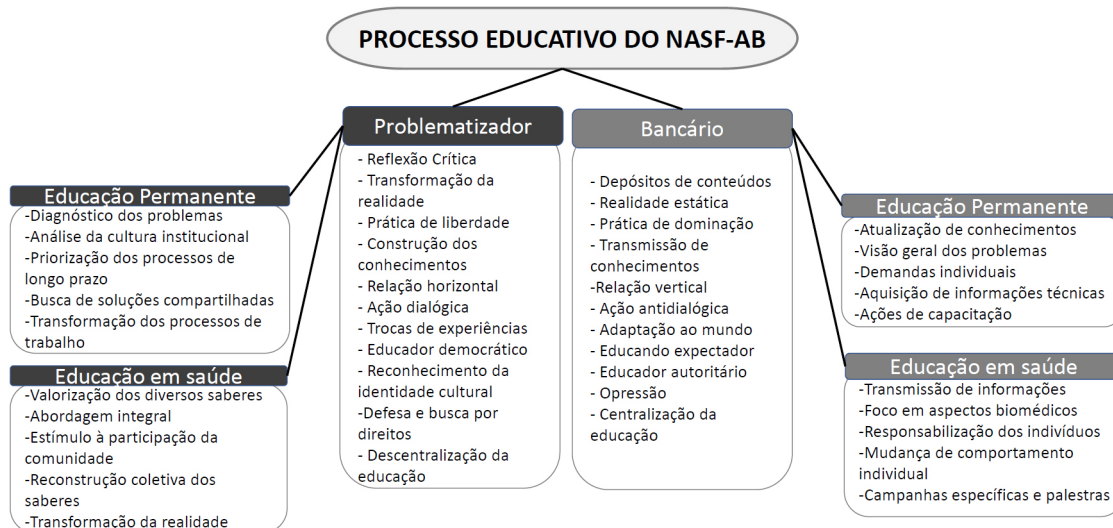 PROCESSO EDUCATIVO DO NASF-AB
Problematizador
- Reflexão Crítica
- Transformação da
realidade
- Prática de liberdade
- Construção dos
conhecimentos
- Relação horizontal
- Ação dialógica
- Trocas de experiências
- Educador democrático
- Reconhecimento da
identidade cultural
-Defesa e busca por
direitos
- Descentralização da
educação
Bancário
- Depósitos de conteúdos
- Realidade estática
- Prática de dominação
- Transmissão de
conhecimentos
-Relação vertical
- Ação antidialógica
- Adaptação ao mundo
- Educando expectador
- Educador autoritário
- Opressão
- Centralização da
educação
Educação Permanente
-Diagnóstico dos problemas
-Análise da cultura institucional
-Priorização dos processos de
longo prazo
-Busca de soluções compartilhadas
-Transformação dos processos de
trabalho
Educação em saúde
-Valorização dos diversos saberes
-Abordagem integral
-Estímulo à participação da
comunidade
-Reconstrução coletiva dos
saberes
-Transformação da realidade
Educação Permanente
-Atualização de conhecimentos
-Visão geral dos problemas
-Demandas individuais
-Aquisição de informações técnicas
-Ações de capacitação
Educação em saúde
-Transmissão de informações
-Foco em aspectos biomédicos
-Responsabilização dos indivíduos
-Mudança de comportamento
individual
-Campanhas específicas e palestras